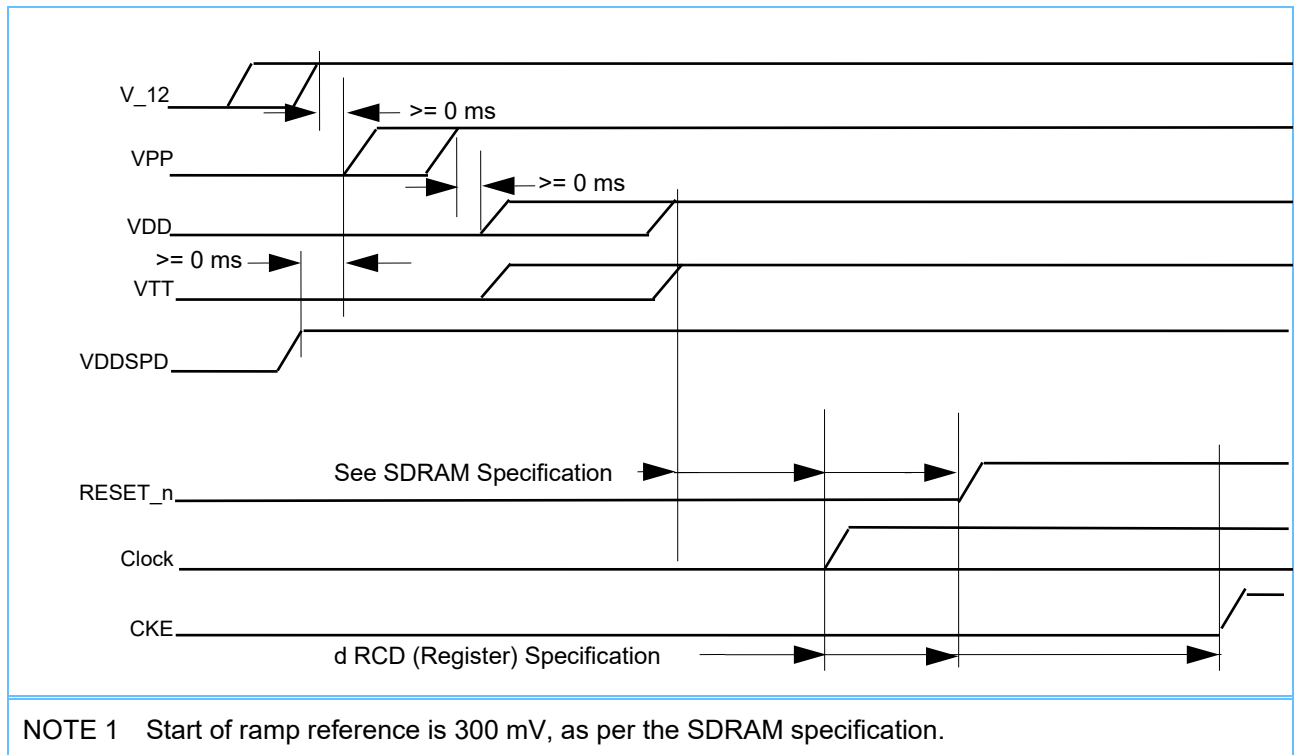 V_12
>= 0 ms
VPP
>= 0 ms
VDD
>= 0 ms
VTT
VDDSPD
See SDRAM Specification
RESET_n
Clock
CKE
d RCD (Register) Specification
NOTE 1 Start of ramp reference is 300 mV, as per the SDRAM specification.